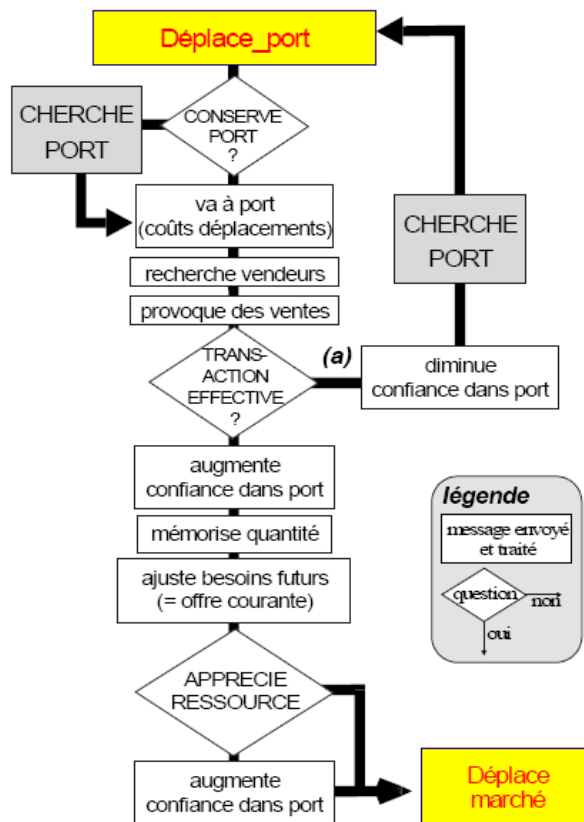 Déplace_port
CHERCHE
PORT
CONSERVE
PORT
?
va à port
(coûts déplacements)
recherche vendeurs
provoque des ventes
TRANS-
ACTION
EFFECTIVE
?
(a)
diminue
confiance dans port
CHERCHE
PORT
augmente
confiance dans port
mémorise quantité
ajuste besoins futurs
(= offre courante)
APPRECIE
RESSOURCE
augmente
confiance dans port
Déplace
marché
légende
message envoyé
et traité
question
non
oui